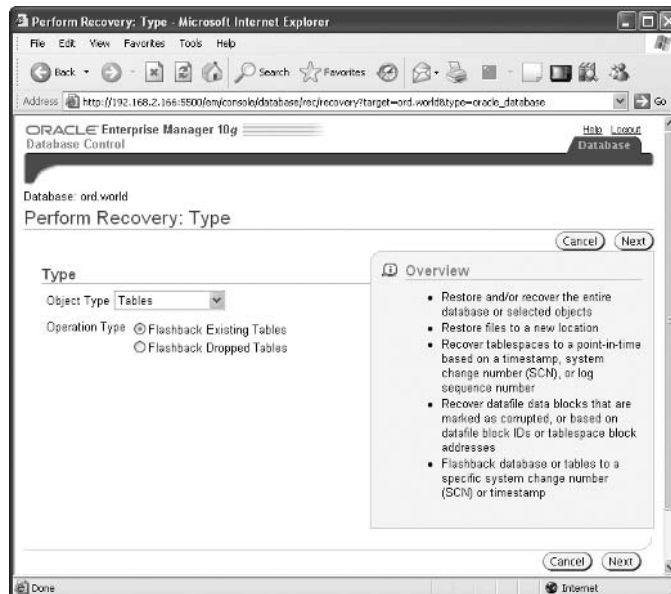 Perform Recovery: Type - Microsoft Internet Explorer
File Edit View Favorites Tools Help
Back Search Favorites
Address http://192.168.2.166:5500/em/console/database/rec/recovery?target=ord.world&type=oracle_database Go
ORACLE Enterprise Manager 10g
Database Control
Help Logout
Database
Database: ord.world
Perform Recovery: Type
Cancel Next
Type
Object Type Tables
Operation Type Flashback Existing Tables
Flashback Dropped Tables
Overview
• Restore and/or recover the entire
database or selected objects
• Restore files to a new location
• Recover tablespaces to a point-in-time
based on a timestamp, system
change number (SCN), or log
sequence number
• Recover datafile data blocks that are
marked as corrupted, or based on
datafile block IDs or tablespace block
addresses
• Flashback database or tables to a
specific system change number
(SCN) or timestamp
Cancel Next
Done Internet